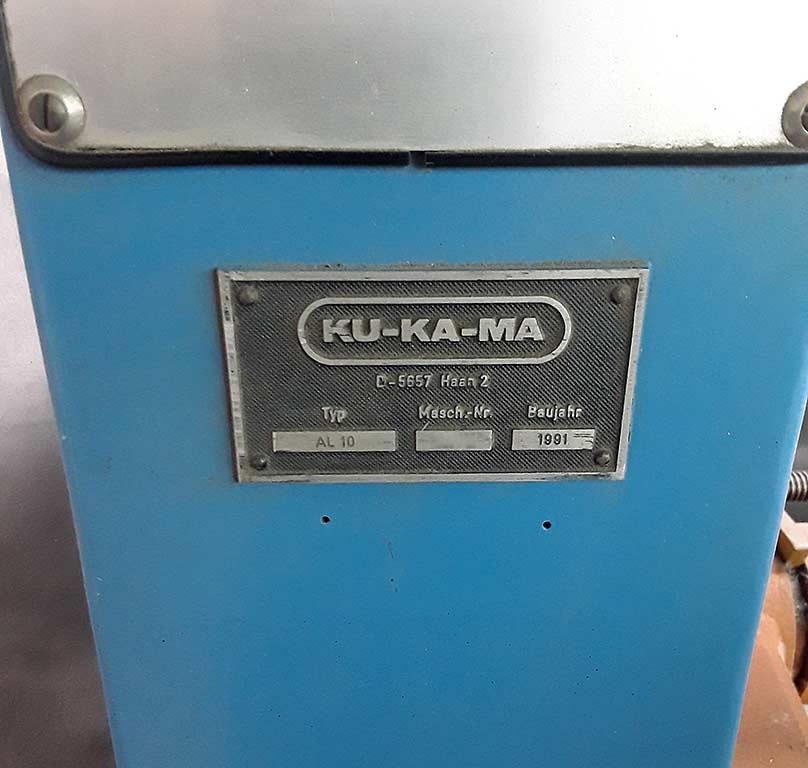 KU-KA-MA
D-5657 Haan 2
Typ Masch.-Nr. Baujahr
AL 10 1991